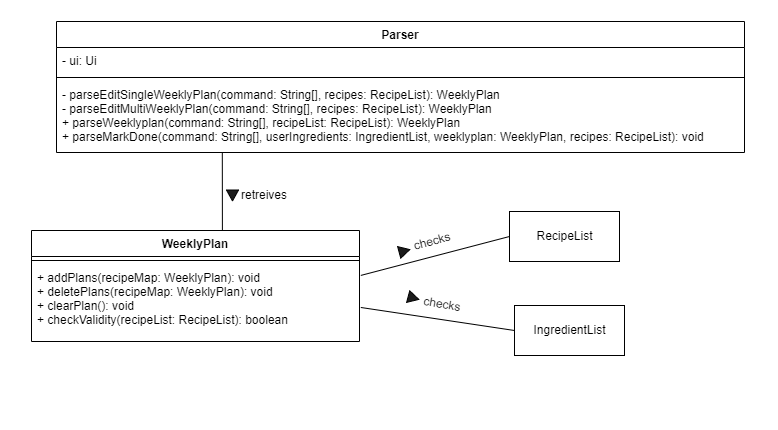 Parser
- ui: Ui
- parseEditSingleWeeklyPlan(command: String[], recipes: RecipeList): WeeklyPlan
- parseEditMultiWeeklyPlan(command: String[], recipes: RecipeList): WeeklyPlan
+ parseWeeklyplan(command: String[], recipeList: RecipeList): WeeklyPlan
+ parseMarkDone(command: String[], userIngredients: IngredientList, weeklyplan: WeeklyPlan, recipes: RecipeList): void
retreives
WeeklyPlan
+ addPlans(recipeMap: WeeklyPlan): void
+ deletePlans(recipeMap: WeeklyPlan): void
+ clearPlan(): void
+ checkValidity(recipeList: RecipeList): boolean
checks
RecipeList
checks
IngredientList